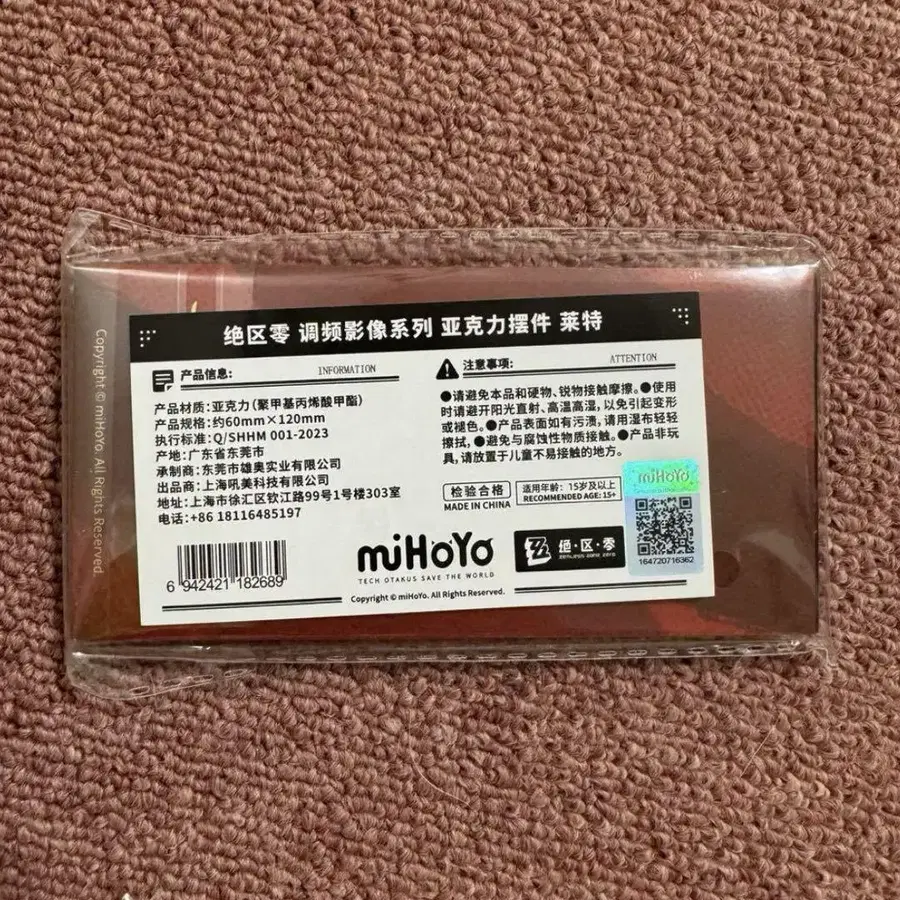 绝区零 调频影像系列 亚克力摆件 莱特
产品信息: INFORMATION
产品材质: 亚克力(聚甲基丙烯酸甲酯)
产品规格: 约60mm×120mm
执行标准: Q/SHHM 001-2023
产地: 广东省东莞市
承制商: 东莞市雄奥实业有限公司
出品商: 上海吼美科技有限公司
地址: 上海市徐汇区钦江路99号1号楼303室
电话: +86 18116485197
6 942421 182689
注意事项: ATTENTION
●请避免本品和硬物、锐物接触摩擦。●使用
时请避开阳光直射、高温高湿, 以免引起变形
或褪色。●产品表面如有污渍, 请用湿布轻轻
擦拭, ●避免与腐蚀性物质接触。●产品非玩
具, 请放置于儿童不易接触的地方。
检验合格
MADE IN CHINA
适用年龄: 15岁及以上
RECOMMENDED AGE: 15+
miHoYo
TECH OTAKUS SAVE THE WORLD
绝·区·零
ZENLESS ZONE ZERO
miHoYo
164720716362
Copyright © miHoYo. All Rights Reserved.
Copyright © miHoYo. All Rights Reserved.